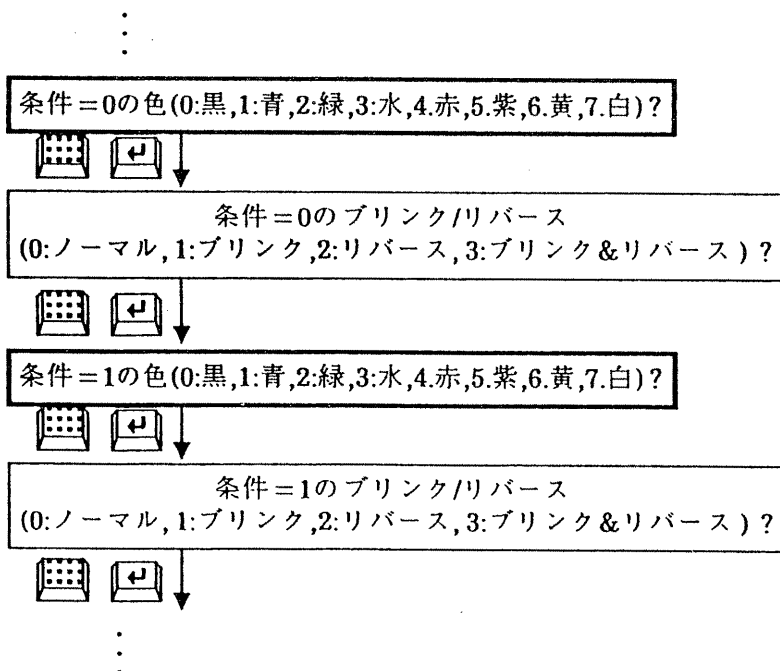 条件=0の色(0:黒,1:青,2:緑,3:水,4.赤,5.紫,6.黄,7.白)?
条件=0のブリンク/リバース
(0:ノーマル,1:ブリンク,2:リバース,3:ブリンク&リバース)?
条件=1の色(0:黒,1:青,2:緑,3:水,4.赤,5.紫,6.黄,7.白)?
条件=1のブリンク/リバース
(0:ノーマル,1:ブリンク,2:リバース,3:ブリンク&リバース)?